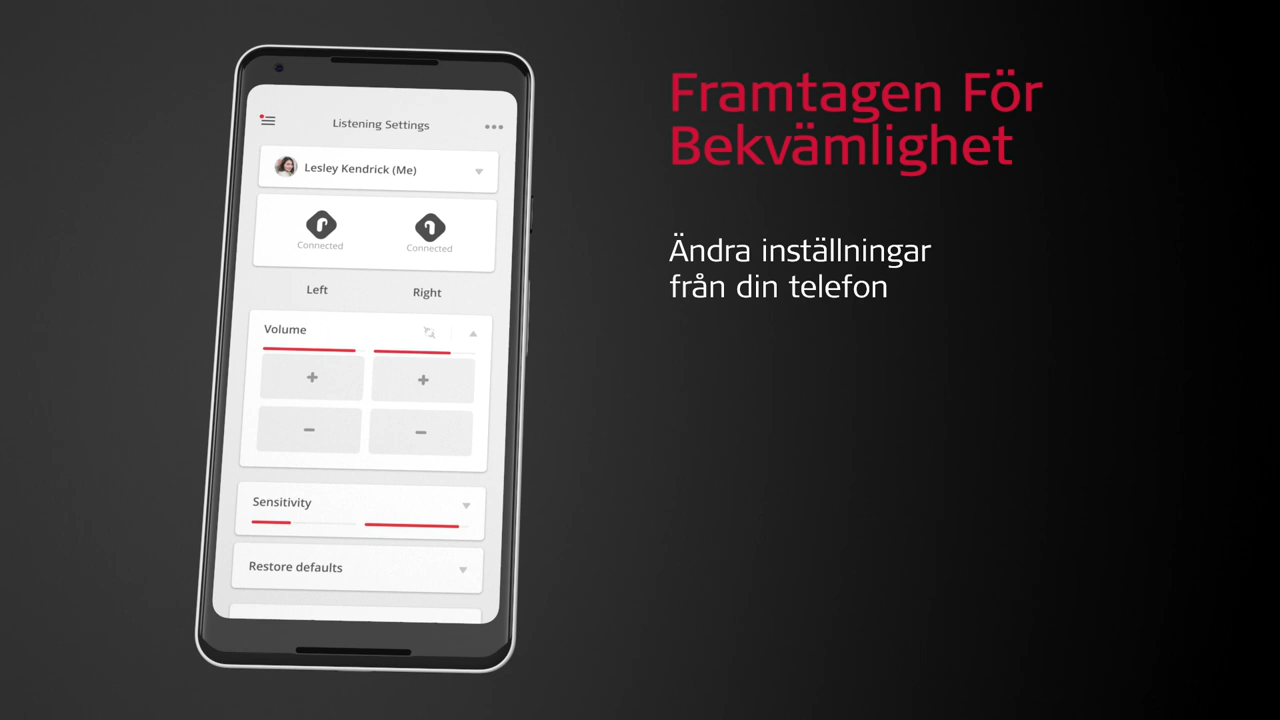 Framtagen För
Bekvämlighet
Ändra inställningar
från din telefon
Listening Settings
Lesley Kendrick (Me)
Connected
Connected
Left
Right
Volume
Sensitivity
Restore defaults